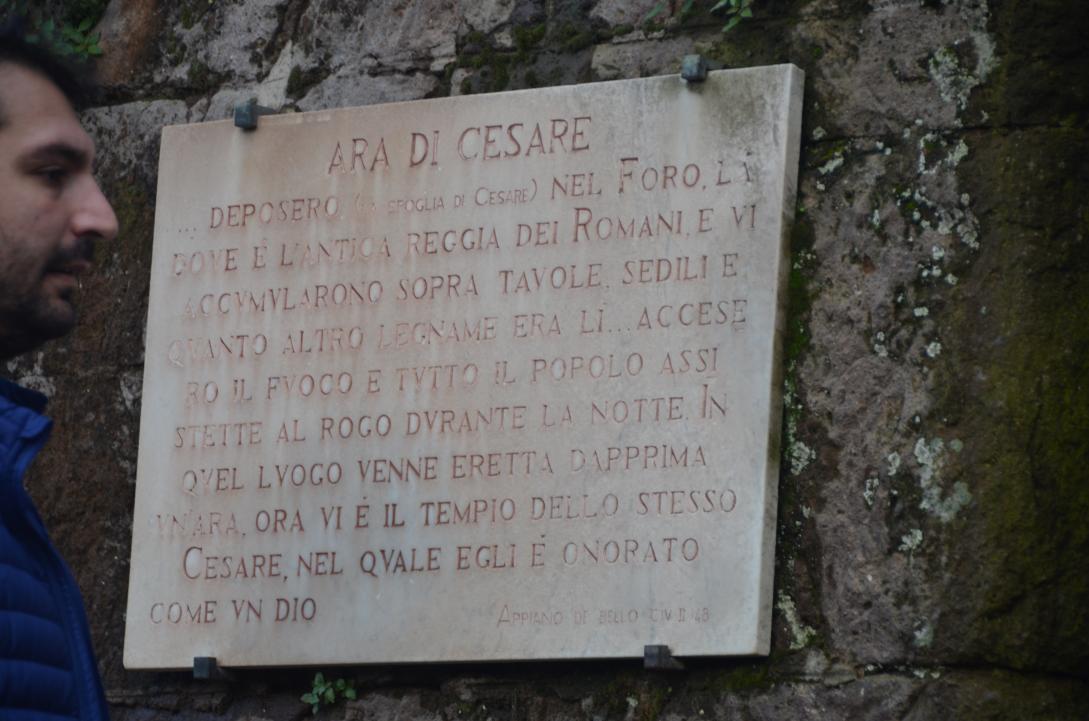 ARA DI CESARE
.... DEPOSERO (LA SPOGLIA DI CESARE) NEL FORO, LÀ
DOVE È L'ANTICA REGGIA DEI ROMANI, E VI
ACCVMVLARONO SOPRA TAVOLE, SEDILI E
QVANTO ALTRO LEGNAME ERA LÌ... ACCESE
RO IL FVOCO E TVTTO IL POPOLO ASSI
STETTE AL ROGO DVRANTE LA NOTTE. IN
QVEL LVOGO VENNE ERETTA DAPPRIMA
VN'ARA, ORA VI È IL TEMPIO DELLO STESSO
CESARE, NEL QVALE EGLI È ONORATO
COME VN DIO
APPIANO DE BELLO CIV. II 148